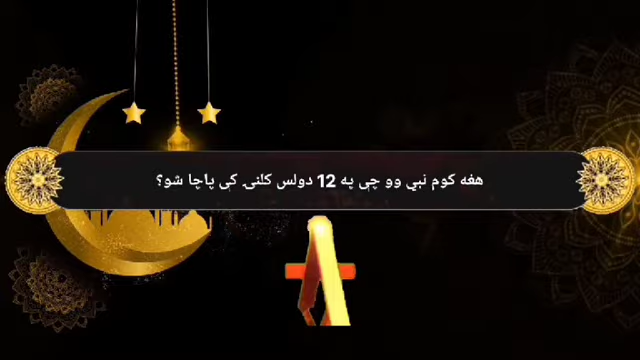 هغه کوم نبي وو چې په 12 دولس کلنۍ کې پاچا شو؟